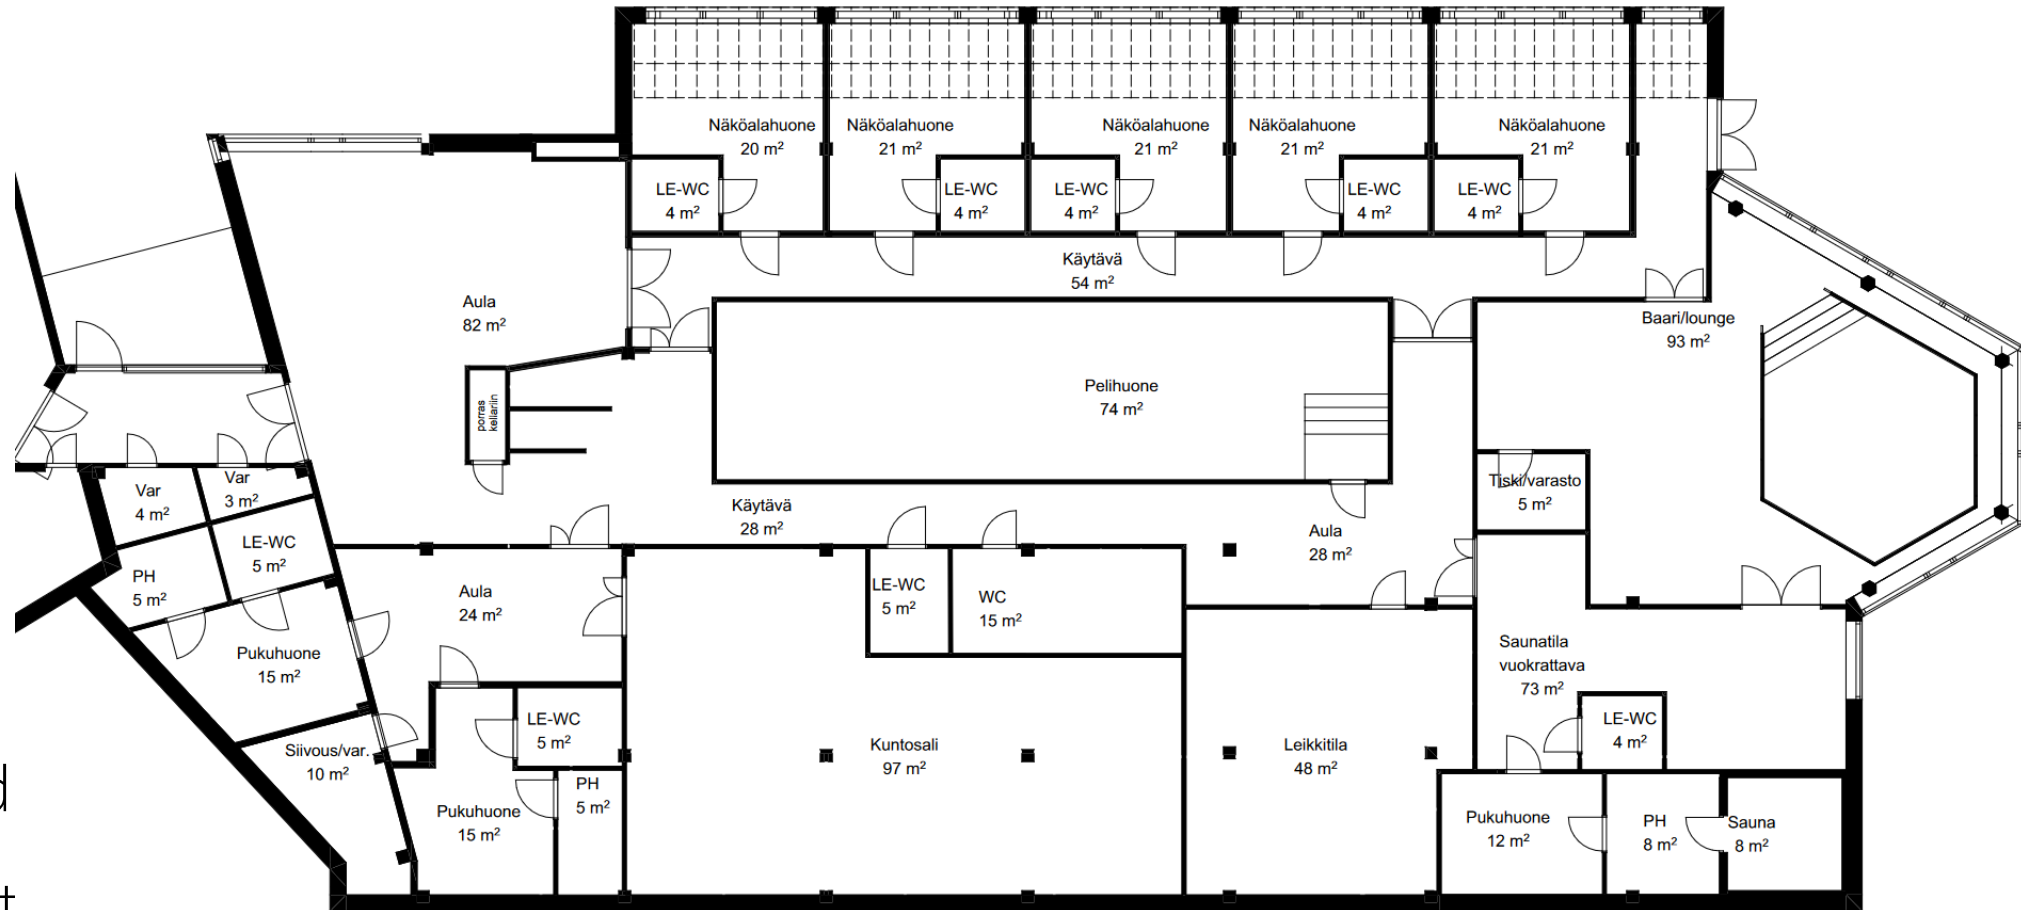 Näköalahuone
20 m²
Näköalahuone
21 m²
Näköalahuone
21 m²
Näköalahuone
21 m²
Näköalahuone
21 m²
LE-WC
4 m²
LE-WC
4 m²
LE-WC
4 m²
LE-WC
4 m²
LE-WC
4 m²
Käytävä
54 m²
Aula
82 m²
Baari/lounge
93 m²
Pelihuone
74 m²
porras
kellariin
Var
4 m²
Var
3 m²
Tiski/varasto
5 m²
Käytävä
28 m²
Aula
28 m²
LE-WC
5 m²
PH
5 m²
Aula
24 m²
LE-WC
5 m²
WC
15 m²
Pukuhuone
15 m²
Saunatila
vuokrattava
73 m²
LE-WC
5 m²
LE-WC
4 m²
Siivous/var.
10 m²
Kuntosali
97 m²
Leikkitila
48 m²
PH
5 m²
Pukuhuone
15 m²
Pukuhuone
12 m²
PH
8 m²
Sauna
8 m²